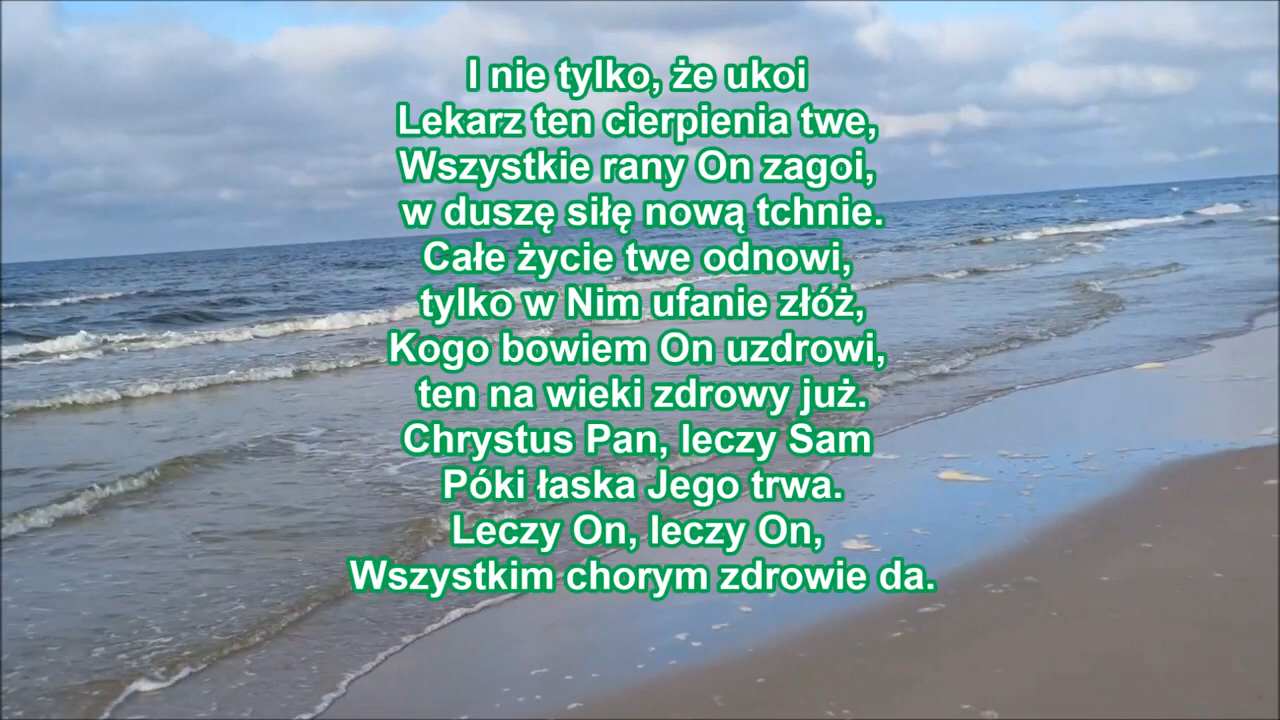 I nie tylko, że ukoi
Lekarz ten cierpienia twe,
Wszystkie rany On zagoi,
w duszę siłę nową tchnie.
Całe życie twe odnowi,
tylko w Nim ufanie złóż,
Kogo bowiem On uzdrowi,
ten na wieki zdrowy już.
Chrystus Pan, leczy Sam
Póki łaska Jego trwa.
Leczy On, leczy On,
Wszystkim chorym zdrowie da.